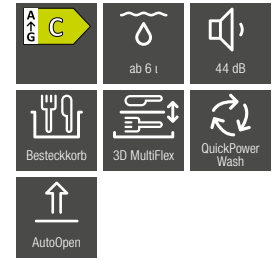 A
G
C
ab 6 l
44 dB
Besteckkorb
3D MultiFlex
QuickPower
Wash
AutoOpen